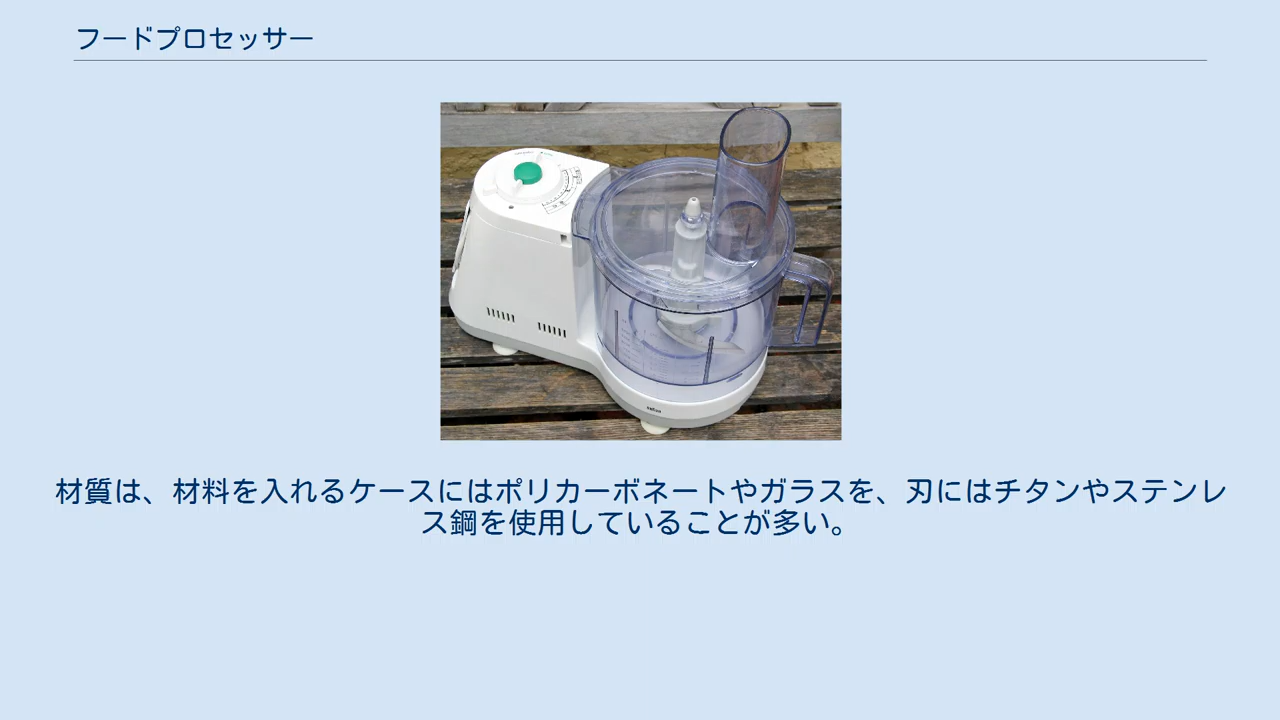 フードプロセッサー
材質は、材料を入れるケースにはポリカーボネートやガラスを、刃にはチタンやステンレ
ス鋼を使用していることが多い。